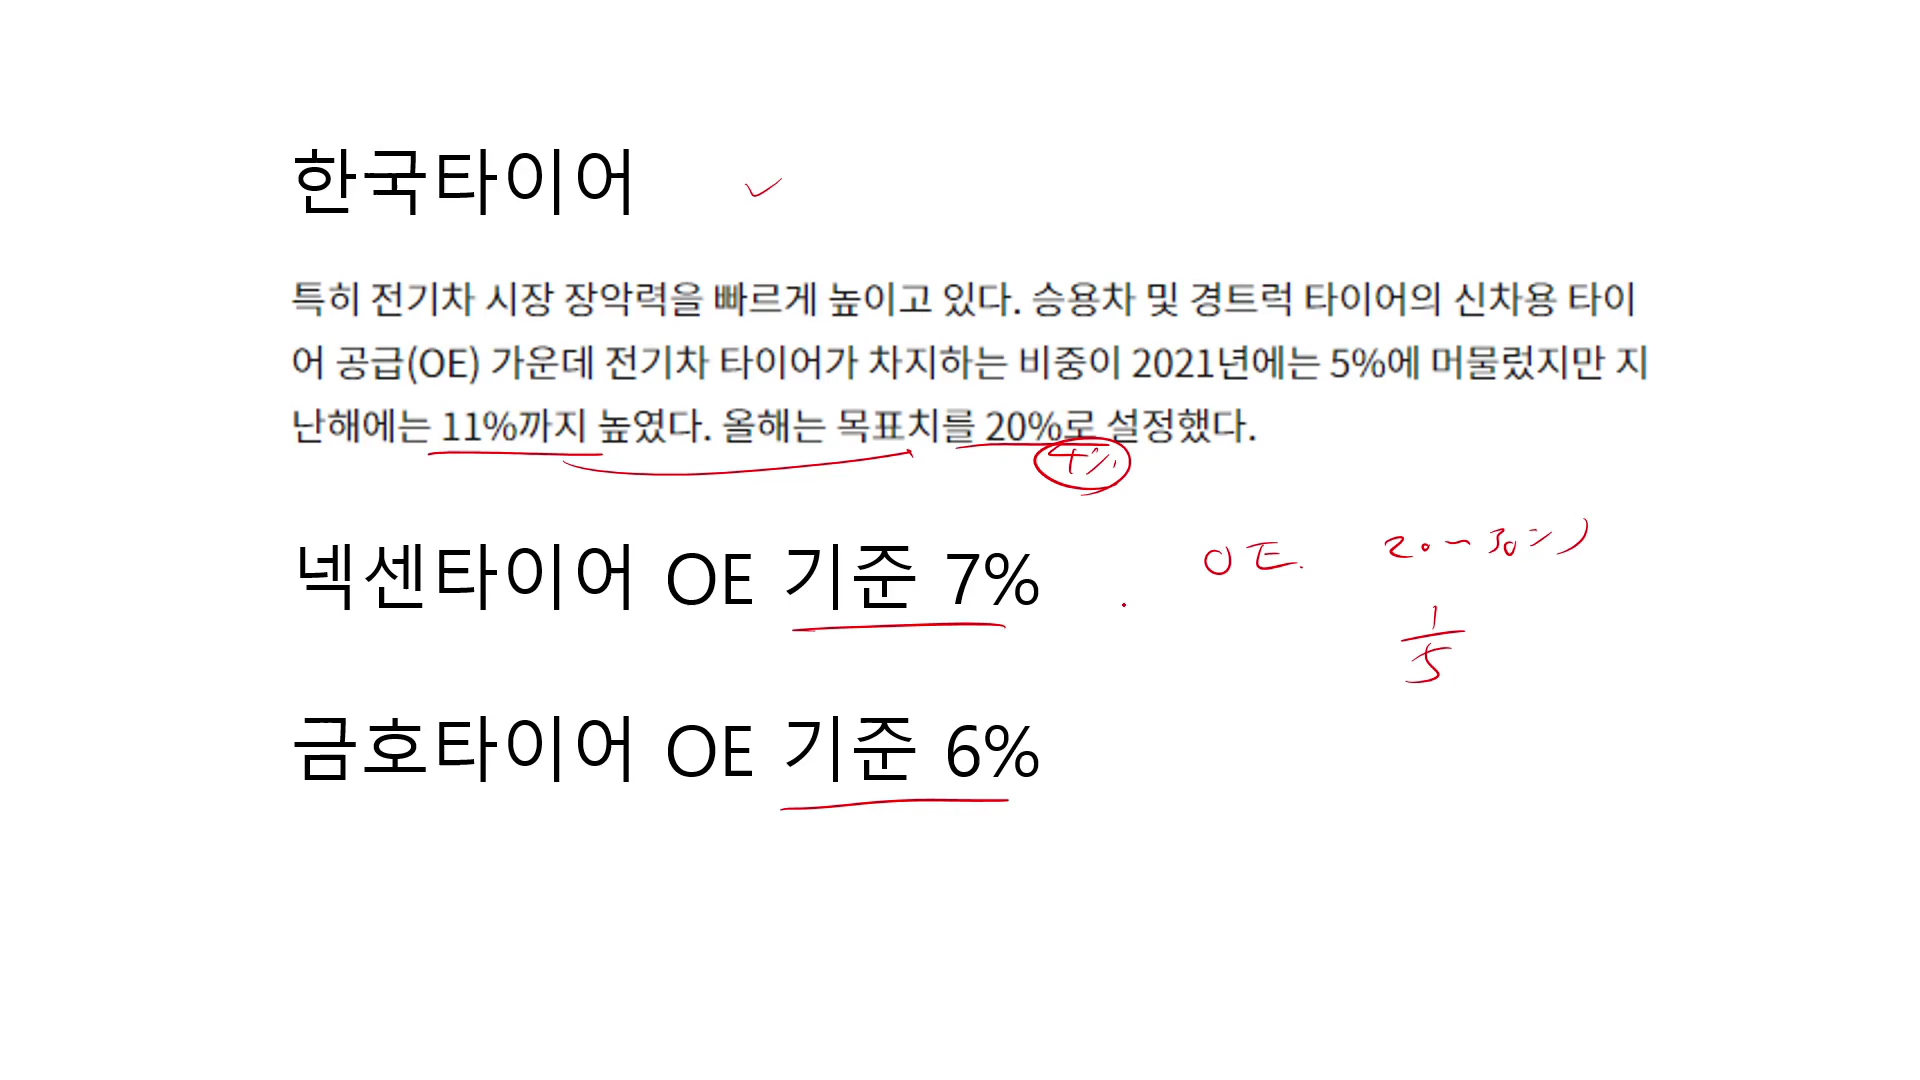 한국타이어
특히 전기차 시장 장악력을 빠르게 높이고 있다. 승용차 및 경트럭 타이어의 신차용 타이
어 공급(OE) 가운데 전기차 타이어가 차지하는 비중이 2021년에는 5%에 머물렀지만 지
난해에는 11%까지 높였다. 올해는 목표치를 20%로 설정했다.
4%
넥센타이어 OE 기준 7%
OE. 20~30%
1
5
금호타이어 OE 기준 6%